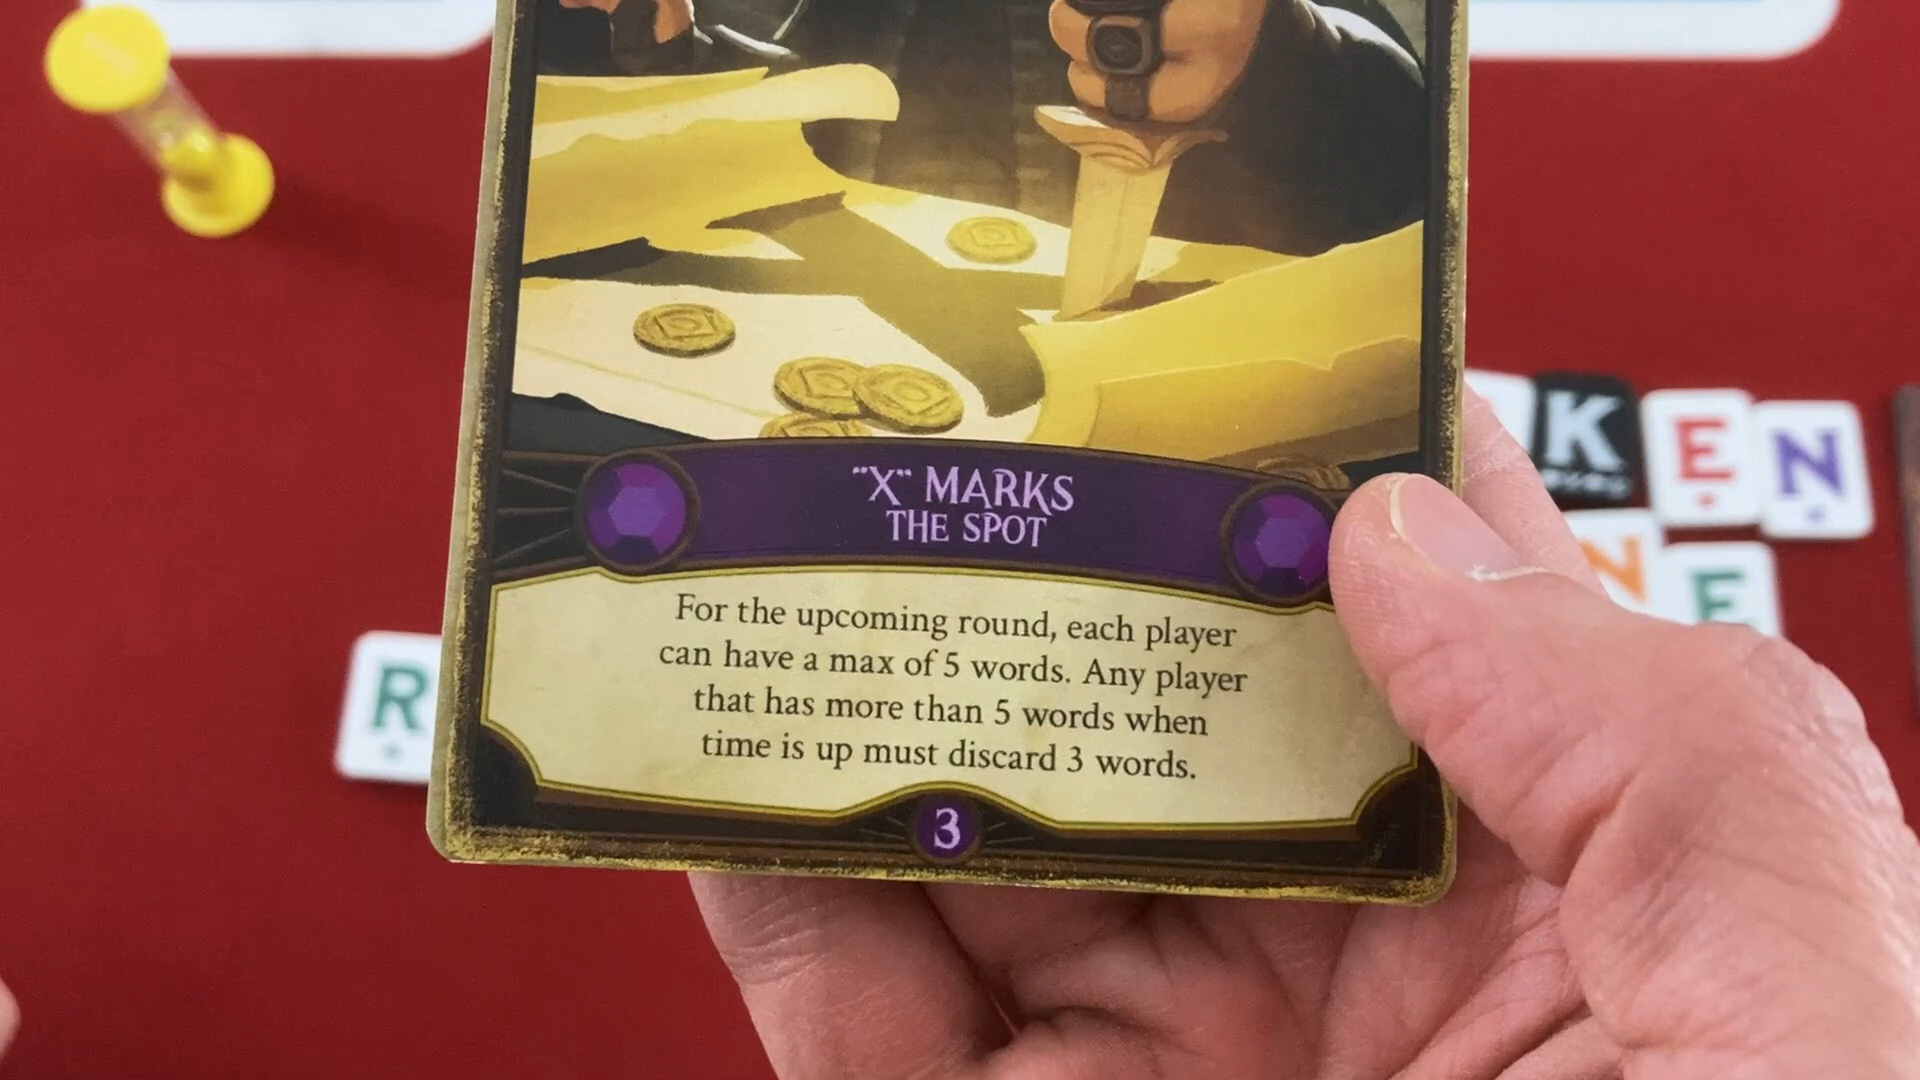 "X" MARKS
THE SPOT
For the upcoming round, each player
can have a max of 5 words. Any player
that has more than 5 words when
time is up must discard 3 words.
3
K E N
N E
R